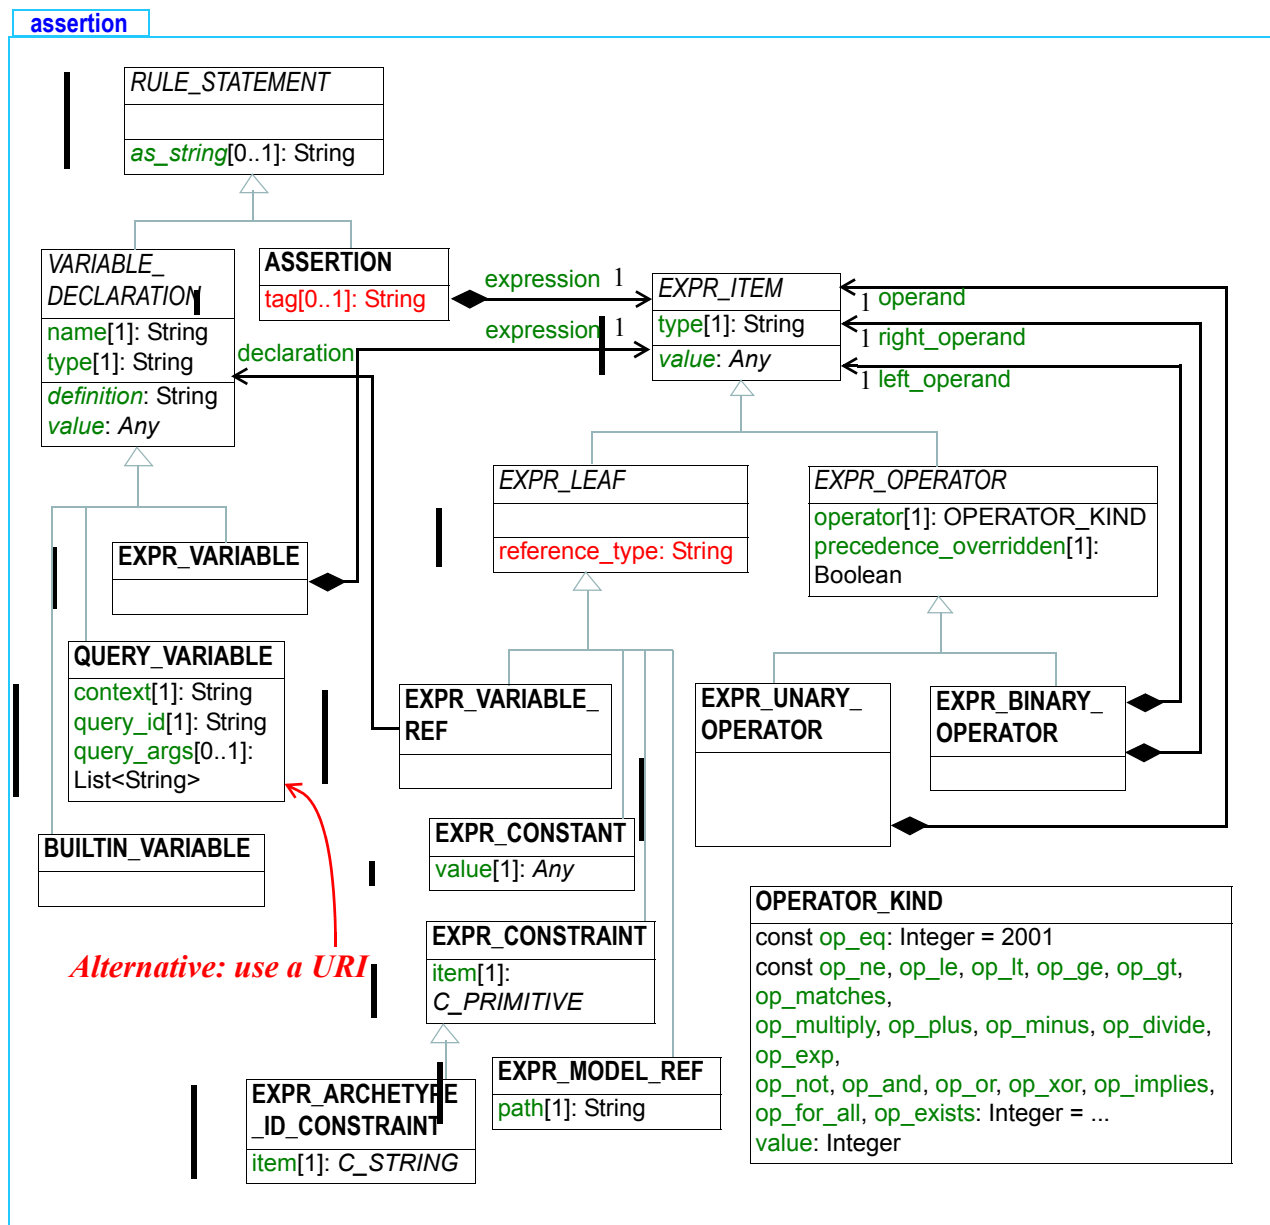 assertion
RULE_STATEMENT
as_string[0..1]: String
VARIABLE_
DECLARATION
name[1]: String
type[1]: String
definition: String
value: Any
ASSERTION
tag[0..1]: String
expression 1
expression 1
declaration
EXPR_ITEM
type[1]: String
value: Any
1 operand
1 right_operand
1 left_operand
EXPR_LEAF
reference_type: String
EXPR_OPERATOR
operator[1]: OPERATOR_KIND
precedence_overridden[1]:
Boolean
EXPR_VARIABLE
QUERY_VARIABLE
context[1]: String
query_id[1]: String
query_args[0..1]:
List<String>
BUILTIN_VARIABLE
EXPR_VARIABLE_
REF
EXPR_UNARY_
OPERATOR
EXPR_BINARY_
OPERATOR
EXPR_CONSTANT
value[1]: Any
EXPR_CONSTRAINT
item[1]:
C_PRIMITIVE
Alternative: use a URI
EXPR_ARCHETYPE
_ID_CONSTRAINT
item[1]: C_STRING
EXPR_MODEL_REF
path[1]: String
OPERATOR_KIND
const op_eq: Integer = 2001
const op_ne, op_le, op_lt, op_ge, op_gt,
op_matches,
op_multiply, op_plus, op_minus, op_divide,
op_exp,
op_not, op_and, op_or, op_xor, op_implies,
op_for_all, op_exists: Integer = ...
value: Integer